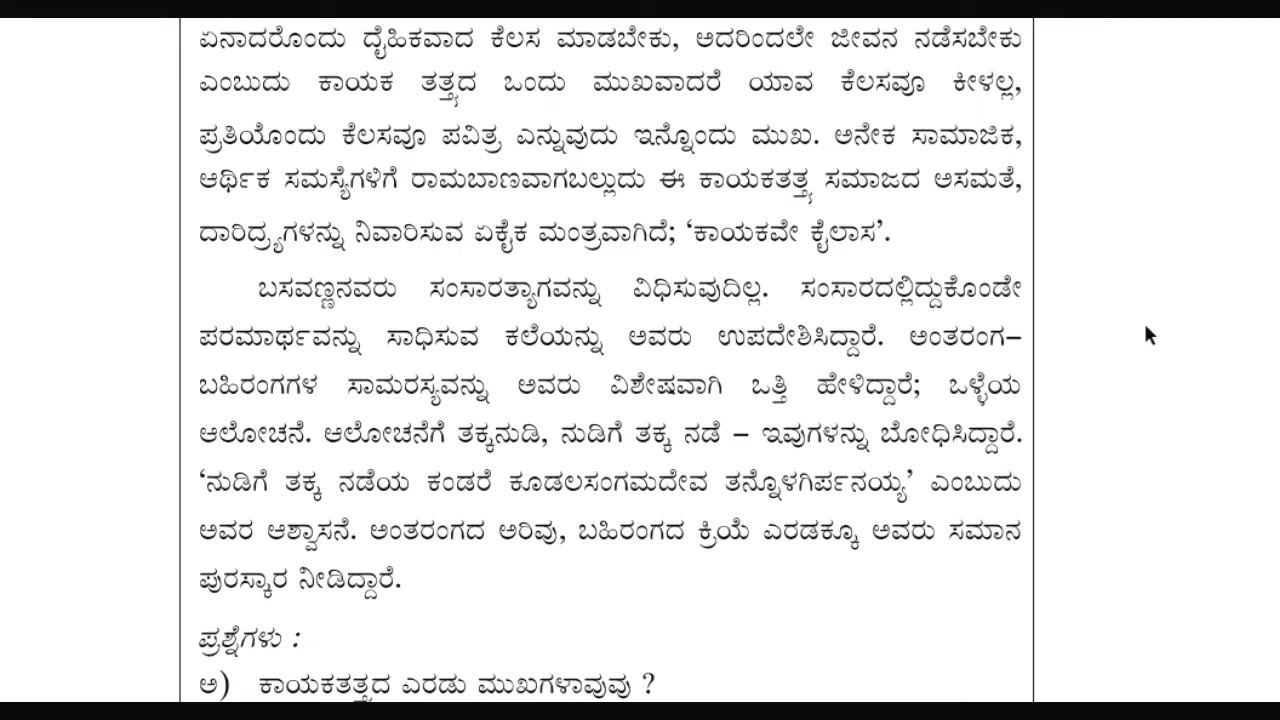 ಏನಾದರೊಂದು ದೈಹಿಕವಾದ ಕೆಲಸ ಮಾಡಬೇಕು, ಅದರಿಂದಲೇ ಜೀವನ ನಡೆಸಬೇಕು
ಎಂಬುದು ಕಾಯಕ ತತ್ತ್ವದ ಒಂದು ಮುಖವಾದರೆ ಯಾವ ಕೆಲಸವೂ ಕೀಳಲ್ಲ,
ಪ್ರತಿಯೊಂದು ಕೆಲಸವೂ ಪವಿತ್ರ ಎನ್ನುವುದು ಇನ್ನೊಂದು ಮುಖ. ಅನೇಕ ಸಾಮಾಜಿಕ,
ಆರ್ಥಿಕ ಸಮಸ್ಯೆಗಳಿಗೆ ರಾಮಬಾಣವಾಗಬಲ್ಲುದು ಈ ಕಾಯಕತತ್ತ್ವ ಸಮಾಜದ ಅಸಮತೆ,
ದಾರಿದ್ರ್ಯಗಳನ್ನು ನಿವಾರಿಸುವ ಏಕೈಕ ಮಂತ್ರವಾಗಿದೆ; ‘ಕಾಯಕವೇ ಕೈಲಾಸ’.
ಬಸವಣ್ಣನವರು ಸಂಸಾರತ್ಯಾಗವನ್ನು ವಿಧಿಸುವುದಿಲ್ಲ. ಸಂಸಾರದಲ್ಲಿದ್ದುಕೊಂಡೇ
ಪರಮಾರ್ಥವನ್ನು ಸಾಧಿಸುವ ಕಲೆಯನ್ನು ಅವರು ಉಪದೇಶಿಸಿದ್ದಾರೆ. ಅಂತರಂಗ–
ಬಹಿರಂಗಗಳ ಸಾಮರಸ್ಯವನ್ನು ಅವರು ವಿಶೇಷವಾಗಿ ಒತ್ತಿ ಹೇಳಿದ್ದಾರೆ; ಒಳ್ಳೆಯ
ಆಲೋಚನೆ. ಆಲೋಚನೆಗೆ ತಕ್ಕನುಡಿ, ನುಡಿಗೆ ತಕ್ಕ ನಡೆ – ಇವುಗಳನ್ನು ಬೋಧಿಸಿದ್ದಾರೆ.
‘ನುಡಿಗೆ ತಕ್ಕ ನಡೆಯ ಕಂಡರೆ ಕೂಡಲಸಂಗಮದೇವ ತನ್ನೊಳಗಿರ್ಪನಯ್ಯ’ ಎಂಬುದು
ಅವರ ಆಶ್ವಾಸನೆ. ಅಂತರಂಗದ ಅರಿವು, ಬಹಿರಂಗದ ಕ್ರಿಯೆ ಎರಡಕ್ಕೂ ಅವರು ಸಮಾನ
ಪುರಸ್ಕಾರ ನೀಡಿದ್ದಾರೆ.
ಪ್ರಶ್ನೆಗಳು :
ಅ) ಕಾಯಕತತ್ತ್ವದ ಎರಡು ಮುಖಗಳಾವುವು ?